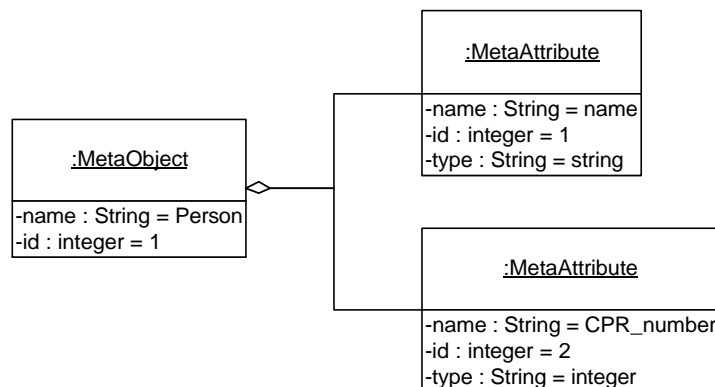 :MetaObject
-name : String = Person
-id : integer = 1
:MetaAttribute
-name : String = name
-id : integer = 1
-type : String = string
:MetaAttribute
-name : String = CPR_number
-id : integer = 2
-type : String = integer